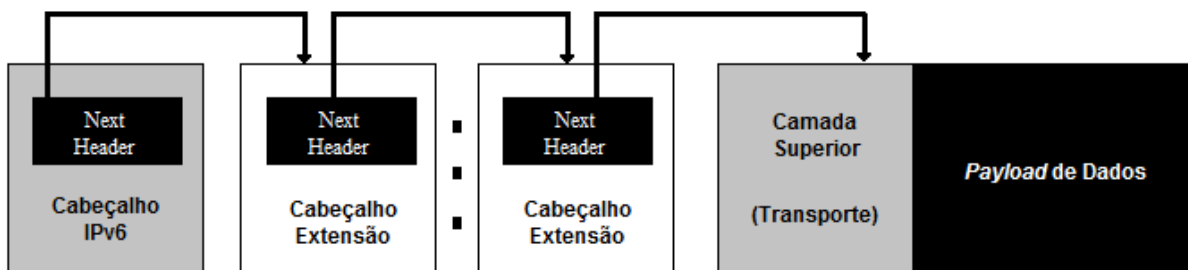 Next
Header
Cabeçalho
IPv6
Next
Header
Cabeçalho
Extensão
Next
Header
Cabeçalho
Extensão
Camada
Superior
(Transporte)
Payload de Dados